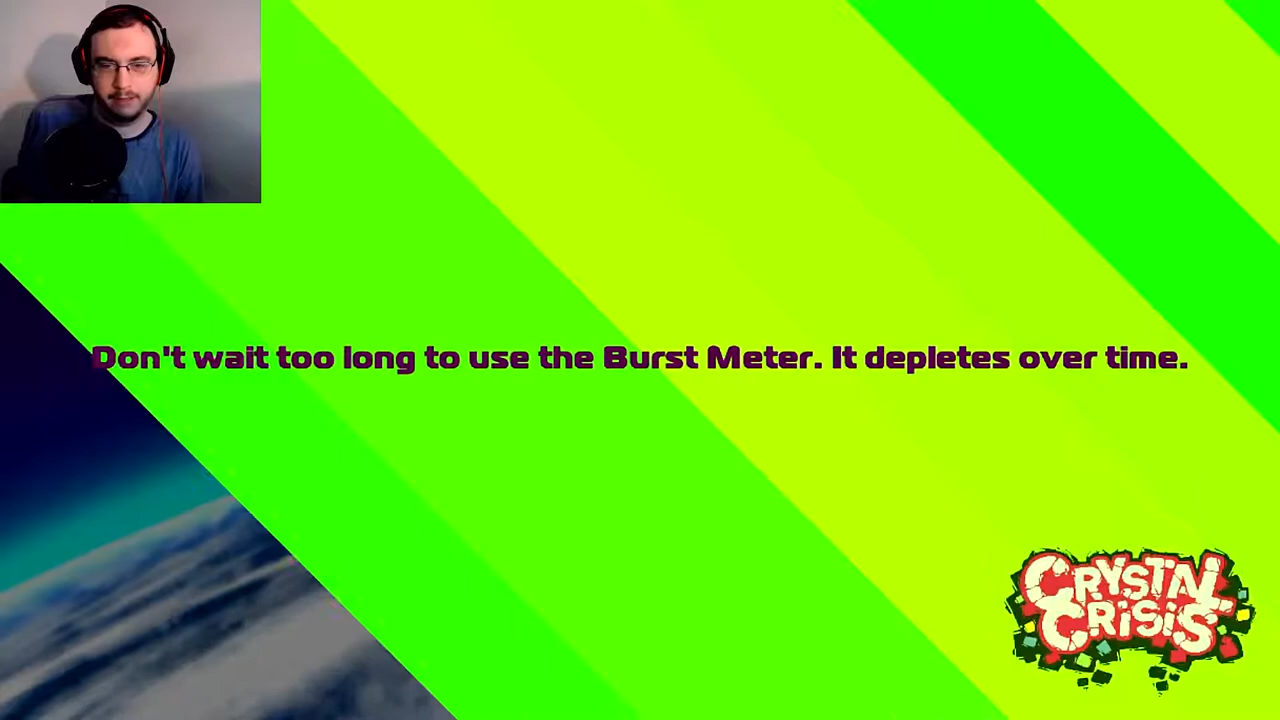 Don't wait too long to use the Burst Meter. It depletes over time.
CRYSTAL
CRISIS